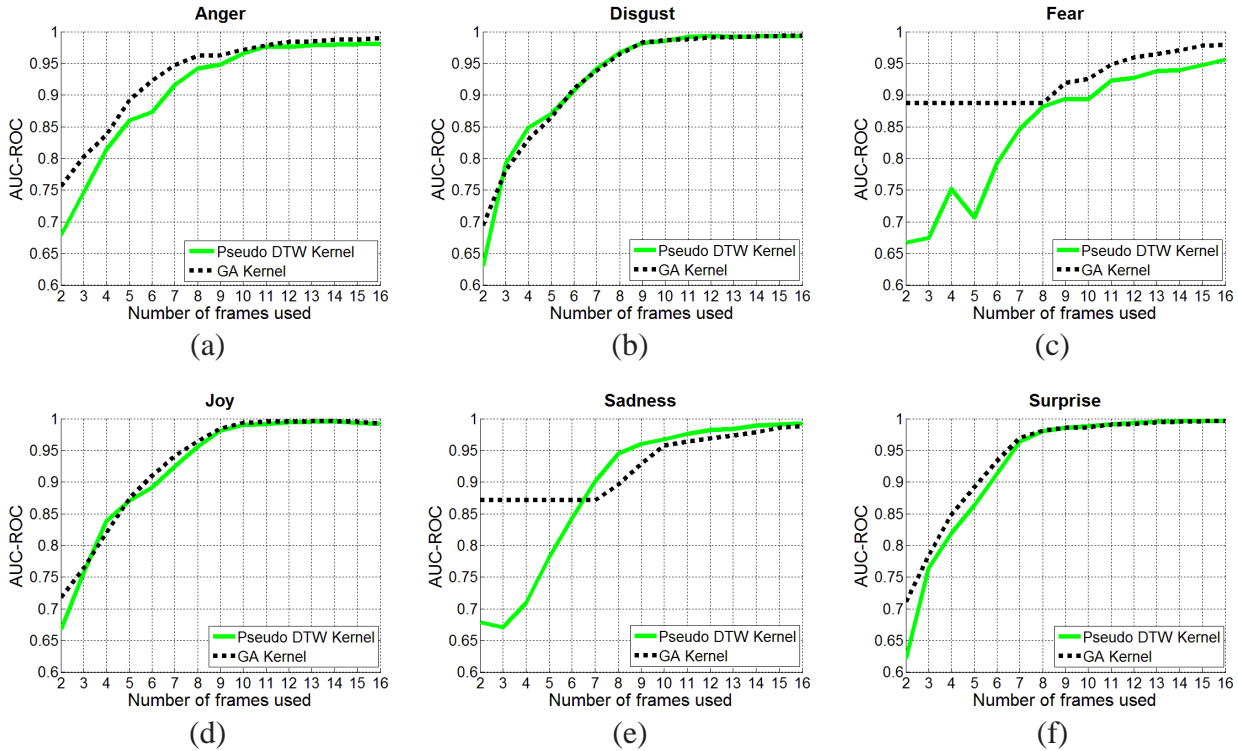 Anger
AUC-ROC
1
0.95
0.9
0.85
0.8
0.75
0.7
0.65
0.6
Pseudo DTW Kernel
GA Kernel
2 3 4 5 6 7 8 9 10 11 12 13 14 15 16
Number of frames used
(a)
Disgust
AUC-ROC
1
0.95
0.9
0.85
0.8
0.75
0.7
0.65
0.6
Pseudo DTW Kernel
GA Kernel
2 3 4 5 6 7 8 9 10 11 12 13 14 15 16
Number of frames used
(b)
Fear
AUC-ROC
1
0.95
0.9
0.85
0.8
0.75
0.7
0.65
0.6
Pseudo DTW Kernel
GA Kernel
2 3 4 5 6 7 8 9 10 11 12 13 14 15 16
Number of frames used
(c)
Joy
AUC-ROC
1
0.95
0.9
0.85
0.8
0.75
0.7
0.65
0.6
Pseudo DTW Kernel
GA Kernel
2 3 4 5 6 7 8 9 10 11 12 13 14 15 16
Number of frames used
(d)
Sadness
AUC-ROC
1
0.95
0.9
0.85
0.8
0.75
0.7
0.65
0.6
Pseudo DTW Kernel
GA Kernel
2 3 4 5 6 7 8 9 10 11 12 13 14 15 16
Number of frames used
(e)
Surprise
AUC-ROC
1
0.95
0.9
0.85
0.8
0.75
0.7
0.65
0.6
Pseudo DTW Kernel
GA Kernel
2 3 4 5 6 7 8 9 10 11 12 13 14 15 16
Number of frames used
(f)